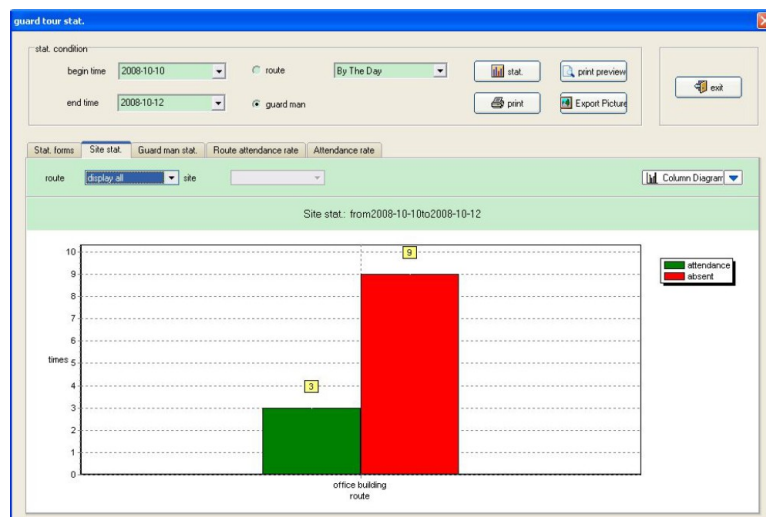 guard tour stat.
stat. condition
begin time 2008-10-10 route By The Day stat. print preview
exit
end time 2008-10-12 guard man print Export Picture
Stat. forms Site stat. Guard man stat. Route attendance rate Attendance rate
route display all site Column Diagram
Site stat.: from2008-10-10to2008-10-12
10
9
9
attendance
absent
8
7
6
times 5
4
3
3
2
1
0
office building
route